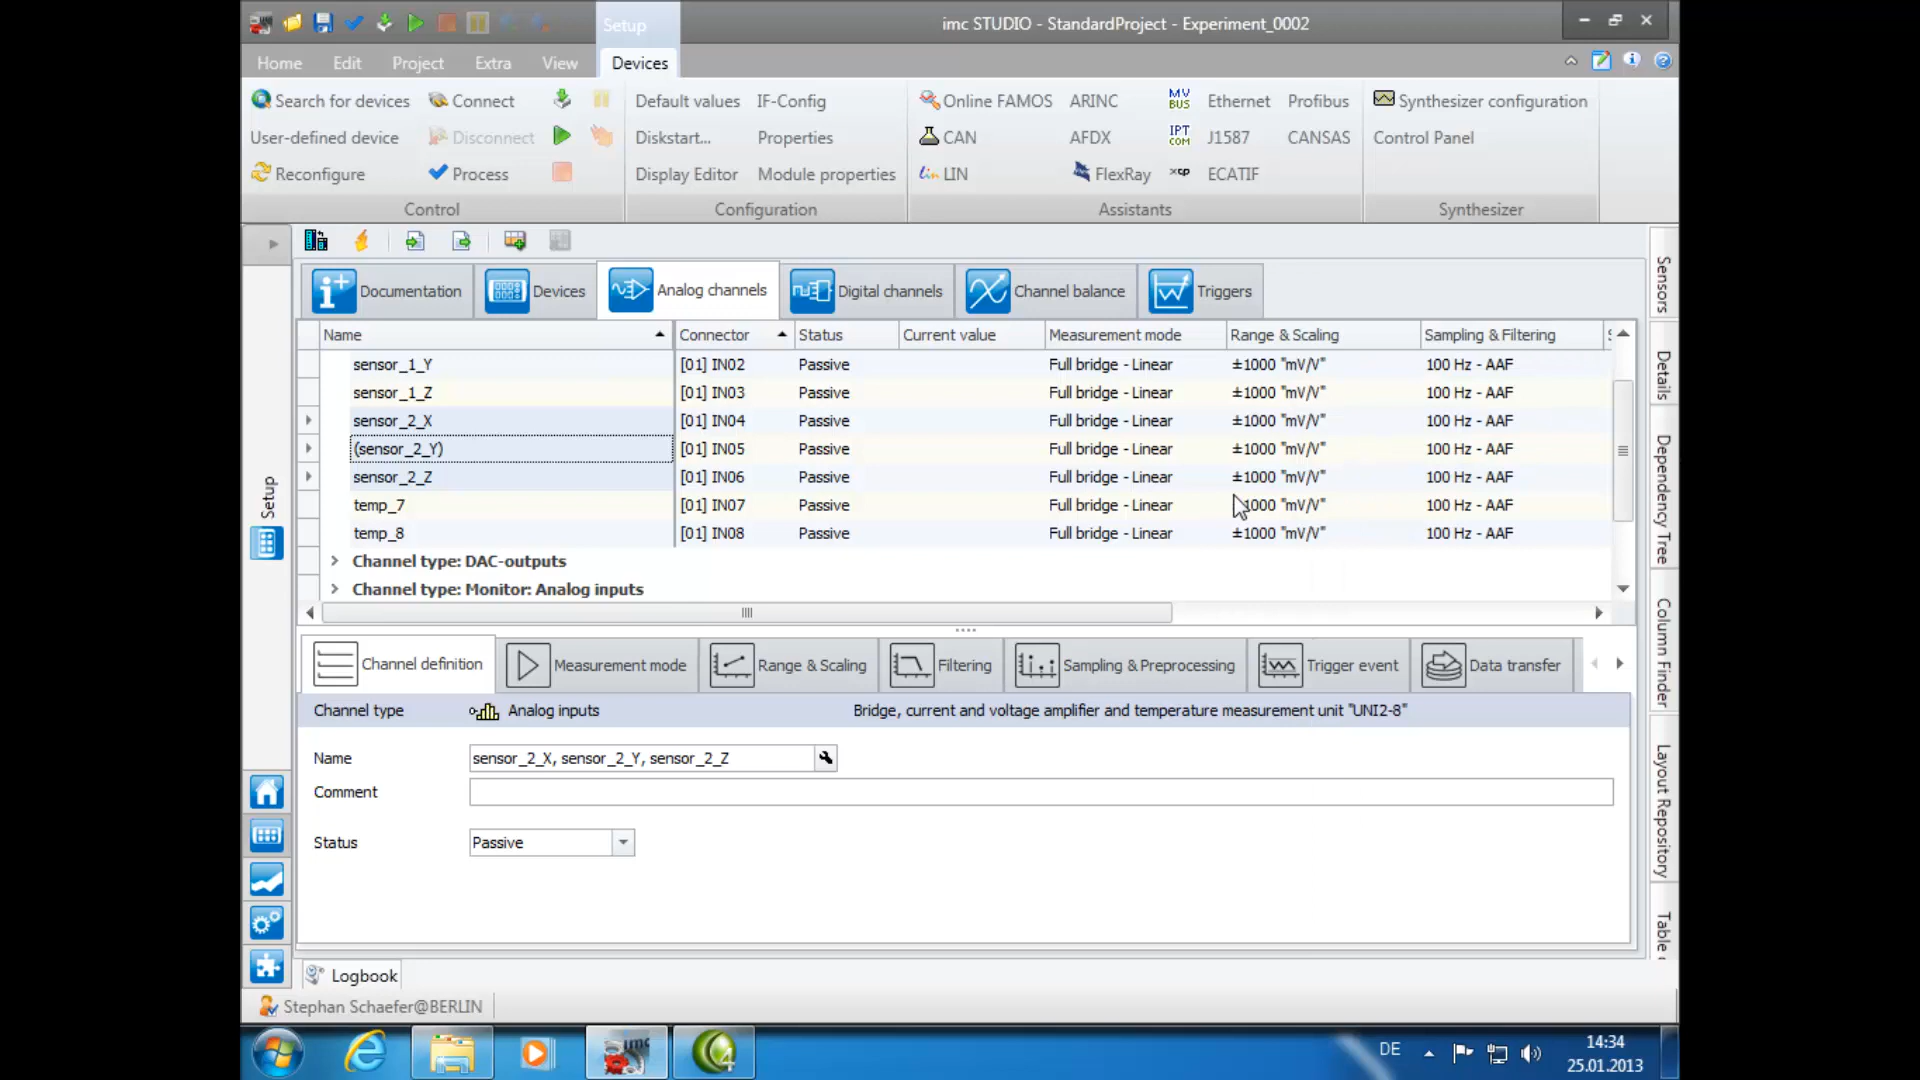 Setup
imc STUDIO - StandardProject - Experiment_0002
Home Edit Project Extra View Devices
Search for devices Connect Default values IF-Config Online FAMOS ARINC MV BUS Ethernet Profibus Synthesizer configuration
User-defined device Disconnect Diskstart... Properties CAN AFDX IPT COM J1587 CANSAS Control Panel
Reconfigure Process Display Editor Module properties Lin LIN FlexRay xcp ECATIF
Control Configuration Assistants Synthesizer
Documentation Devices Analog channels Digital channels Channel balance Triggers
Name Connector Status Current value Measurement mode Range & Scaling Sampling & Filtering
sensor_1_Y [01] IN02 Passive Full bridge - Linear ±1000 "mV/V" 100 Hz - AAF
sensor_1_Z [01] IN03 Passive Full bridge - Linear ±1000 "mV/V" 100 Hz - AAF
sensor_2_X [01] IN04 Passive Full bridge - Linear ±1000 "mV/V" 100 Hz - AAF
(sensor_2_Y) [01] IN05 Passive Full bridge - Linear ±1000 "mV/V" 100 Hz - AAF
sensor_2_Z [01] IN06 Passive Full bridge - Linear ±1000 "mV/V" 100 Hz - AAF
temp_7 [01] IN07 Passive Full bridge - Linear ±1000 "mV/V" 100 Hz - AAF
temp_8 [01] IN08 Passive Full bridge - Linear ±1000 "mV/V" 100 Hz - AAF
Channel type: DAC-outputs
Channel type: Monitor: Analog inputs
Channel definition Measurement mode Range & Scaling Filtering Sampling & Preprocessing Trigger event Data transfer
Channel type Analog inputs Bridge, current and voltage amplifier and temperature measurement unit "UNI2-8"
Name sensor_2_X, sensor_2_Y, sensor_2_Z
Comment
Status Passive
Setup
Sensors
Details
Dependency Tree
Column Finder
Layout Repository
Table
Logbook
Stephan Schaefer@BERLIN
imc
4
DE
14:34
25.01.2013